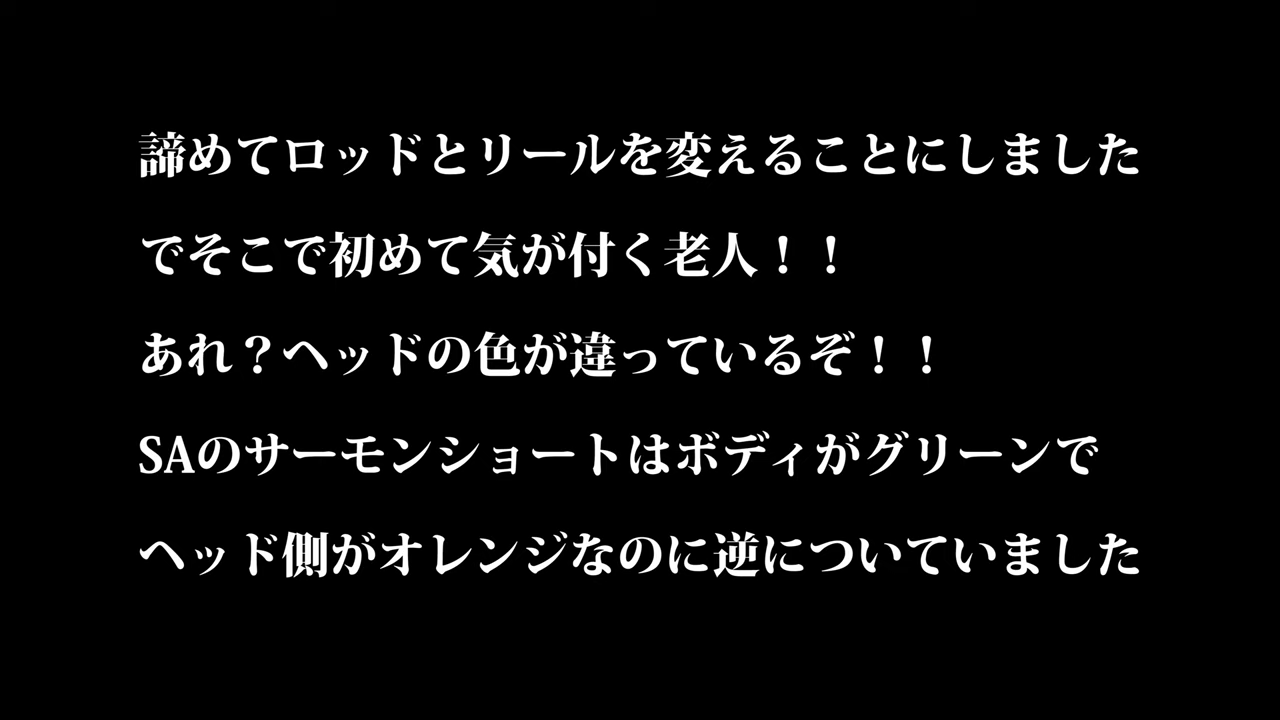 諦めてロッドとリールを変えることにしました
でそこで初めて気が付く老人！！
あれ？ヘッドの色が違っているぞ！！
SAのサーモンショートはボディがグリーンで
ヘッド側がオレンジなのに逆についていました